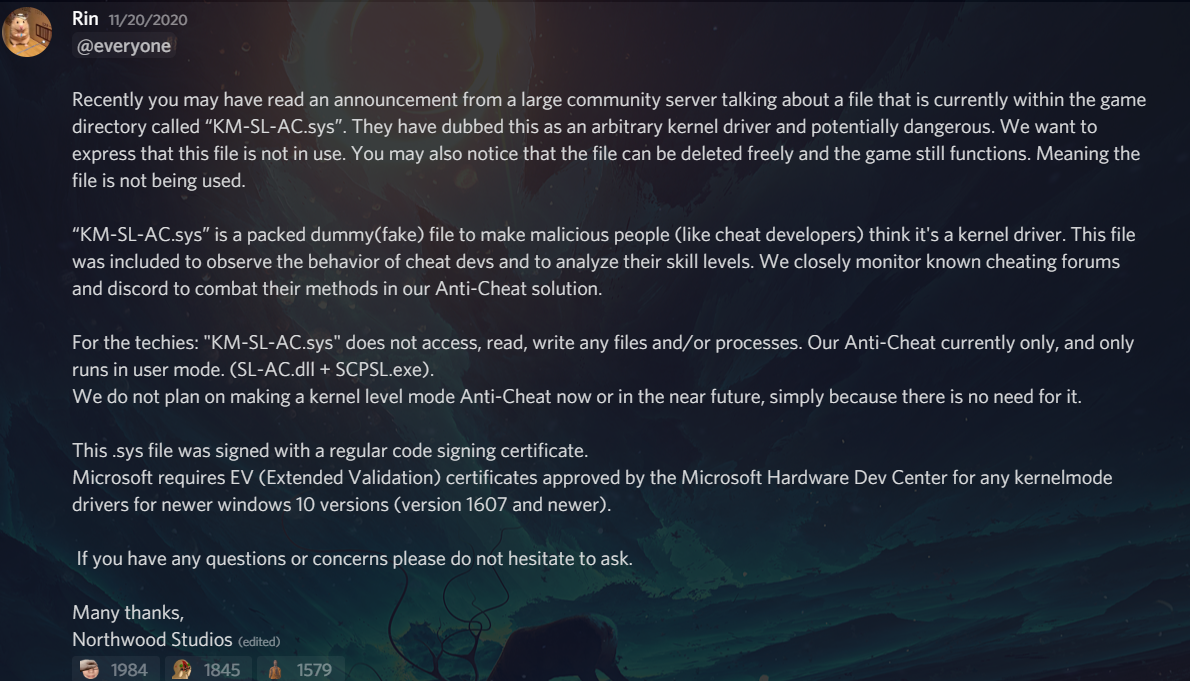 Rin 11/20/2020
@everyone
Recently you may have read an announcement from a large community server talking about a file that is currently within the game
directory called “KM-SL-AC.sys”. They have dubbed this as an arbitrary kernel driver and potentially dangerous. We want to
express that this file is not in use. You may also notice that the file can be deleted freely and the game still functions. Meaning the
file is not being used.
“KM-SL-AC.sys” is a packed dummy(fake) file to make malicious people (like cheat developers) think it's a kernel driver. This file
was included to observe the behavior of cheat devs and to analyze their skill levels. We closely monitor known cheating forums
and discord to combat their methods in our Anti-Cheat solution.
For the techies: "KM-SL-AC.sys" does not access, read, write any files and/or processes. Our Anti-Cheat currently only, and only
runs in user mode. (SL-AC.dll + SCPSL.exe).
We do not plan on making a kernel level mode Anti-Cheat now or in the near future, simply because there is no need for it.
This .sys file was signed with a regular code signing certificate.
Microsoft requires EV (Extended Validation) certificates approved by the Microsoft Hardware Dev Center for any kernelmode
drivers for newer windows 10 versions (version 1607 and newer).
If you have any questions or concerns please do not hesitate to ask.
Many thanks,
Northwood Studios (edited)
1984 1845 1579